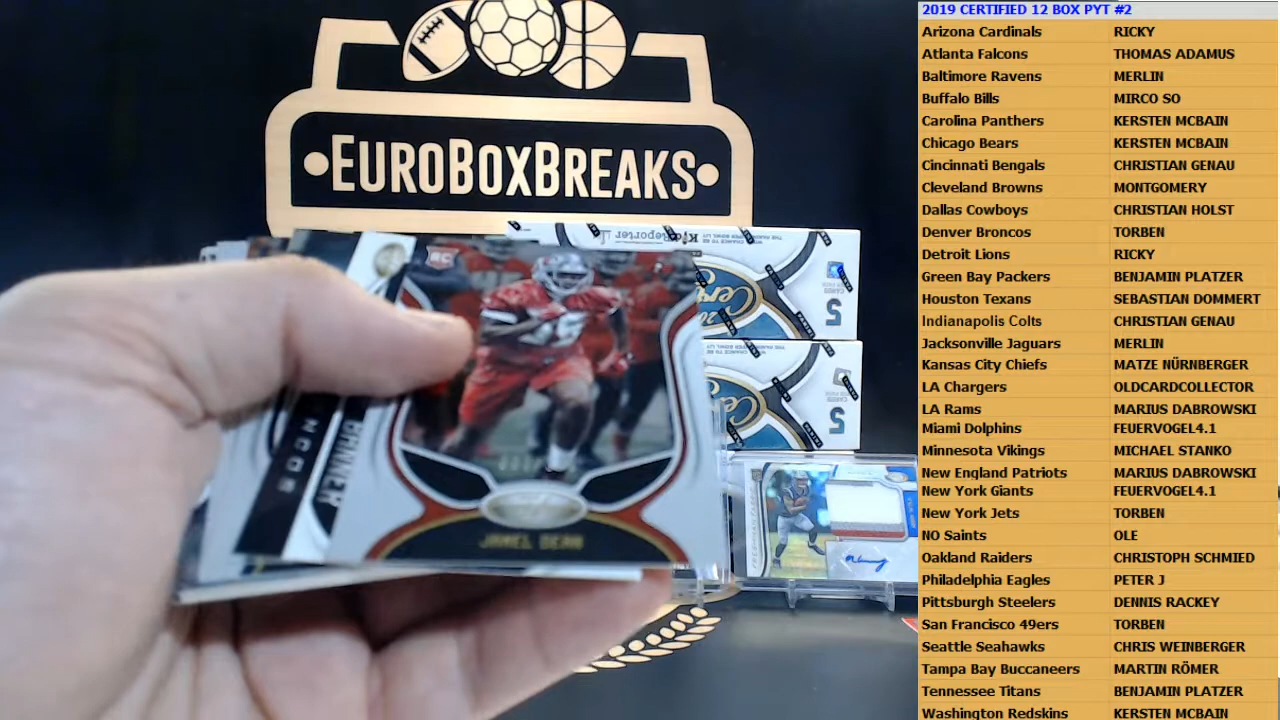 EUROBOXBREAKS
Reporter
5
5
RC
BANNER
JAMEL DEAN
2019 CERTIFIED 12 BOX PYT #2
Arizona Cardinals RICKY
Atlanta Falcons THOMAS ADAMUS
Baltimore Ravens MERLIN
Buffalo Bills MIRCO SO
Carolina Panthers KERSTEN MCBAIN
Chicago Bears KERSTEN MCBAIN
Cincinnati Bengals CHRISTIAN GENAU
Cleveland Browns MONTGOMERY
Dallas Cowboys CHRISTIAN HOLST
Denver Broncos TORBEN
Detroit Lions RICKY
Green Bay Packers BENJAMIN PLATZER
Houston Texans SEBASTIAN DOMMERT
Indianapolis Colts CHRISTIAN GENAU
Jacksonville Jaguars MERLIN
Kansas City Chiefs MATZE NÜRNBERGER
LA Chargers OLDCARDCOLLECTOR
LA Rams MARIUS DABROWSKI
Miami Dolphins FEUERVOGEL4.1
Minnesota Vikings MICHAEL STANKO
New England Patriots MARIUS DABROWSKI
New York Giants FEUERVOGEL4.1
New York Jets TORBEN
NO Saints OLE
Oakland Raiders CHRISTOPH SCHMIED
Philadelphia Eagles PETER J
Pittsburgh Steelers DENNIS RACKEY
San Francisco 49ers TORBEN
Seattle Seahawks CHRIS WEINBERGER
Tampa Bay Buccaneers MARTIN RÖMER
Tennessee Titans BENJAMIN PLATZER
Washington Redskins KERSTEN MCBAIN